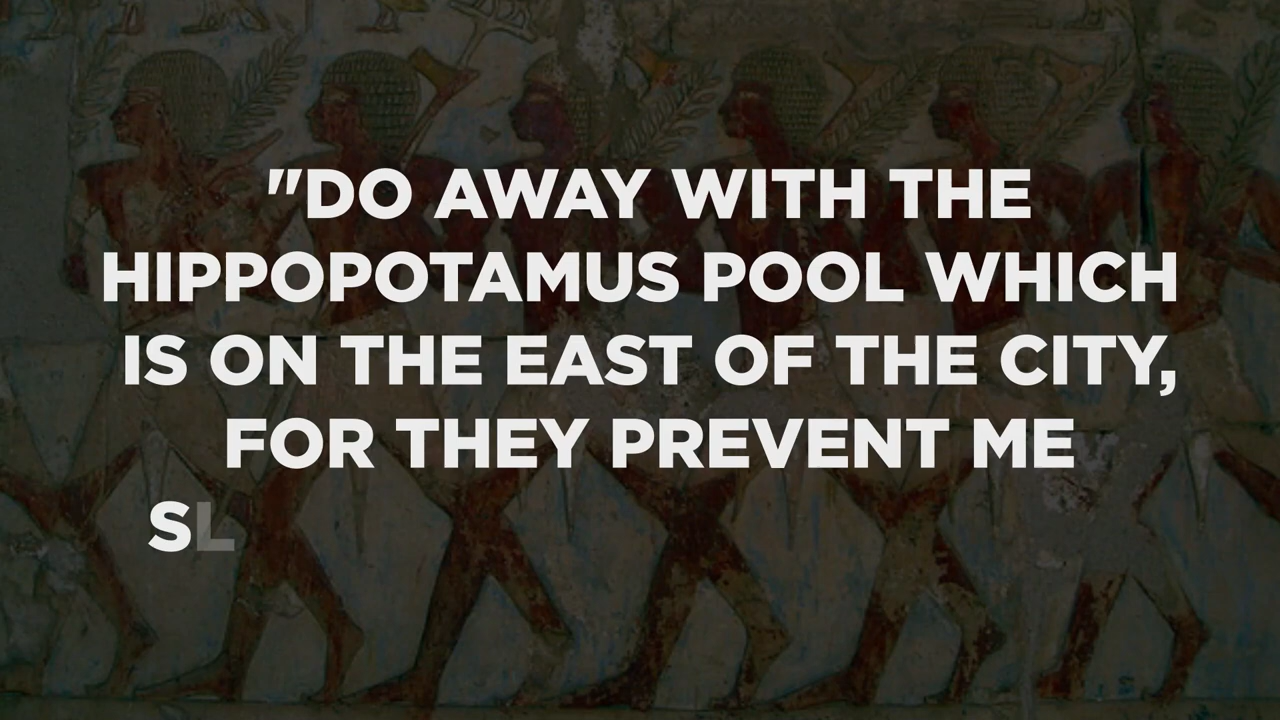 "DO AWAY WITH THE
HIPPOPOTAMUS POOL WHICH
IS ON THE EAST OF THE CITY,
FOR THEY PREVENT ME
SL